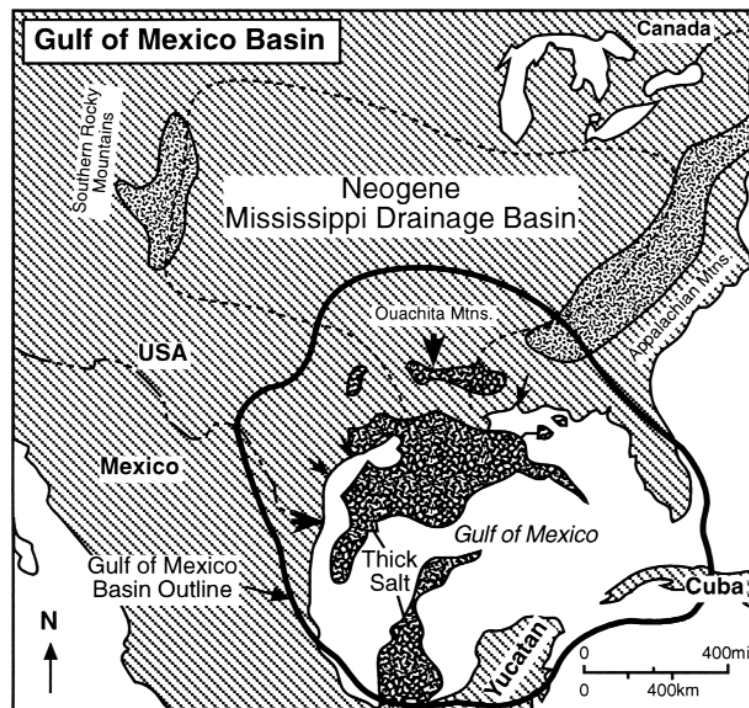 Gulf of Mexico Basin
Canada
Southern Rocky
Mountains
Neogene
Mississippi Drainage Basin
Appalachian Mtns.
Ouachita Mtns.
USA
Mexico
Gulf of Mexico
Thick
Salt
Gulf of Mexico
Basin Outline
Cuba
Yucatan
N
0 400mi
0 400km